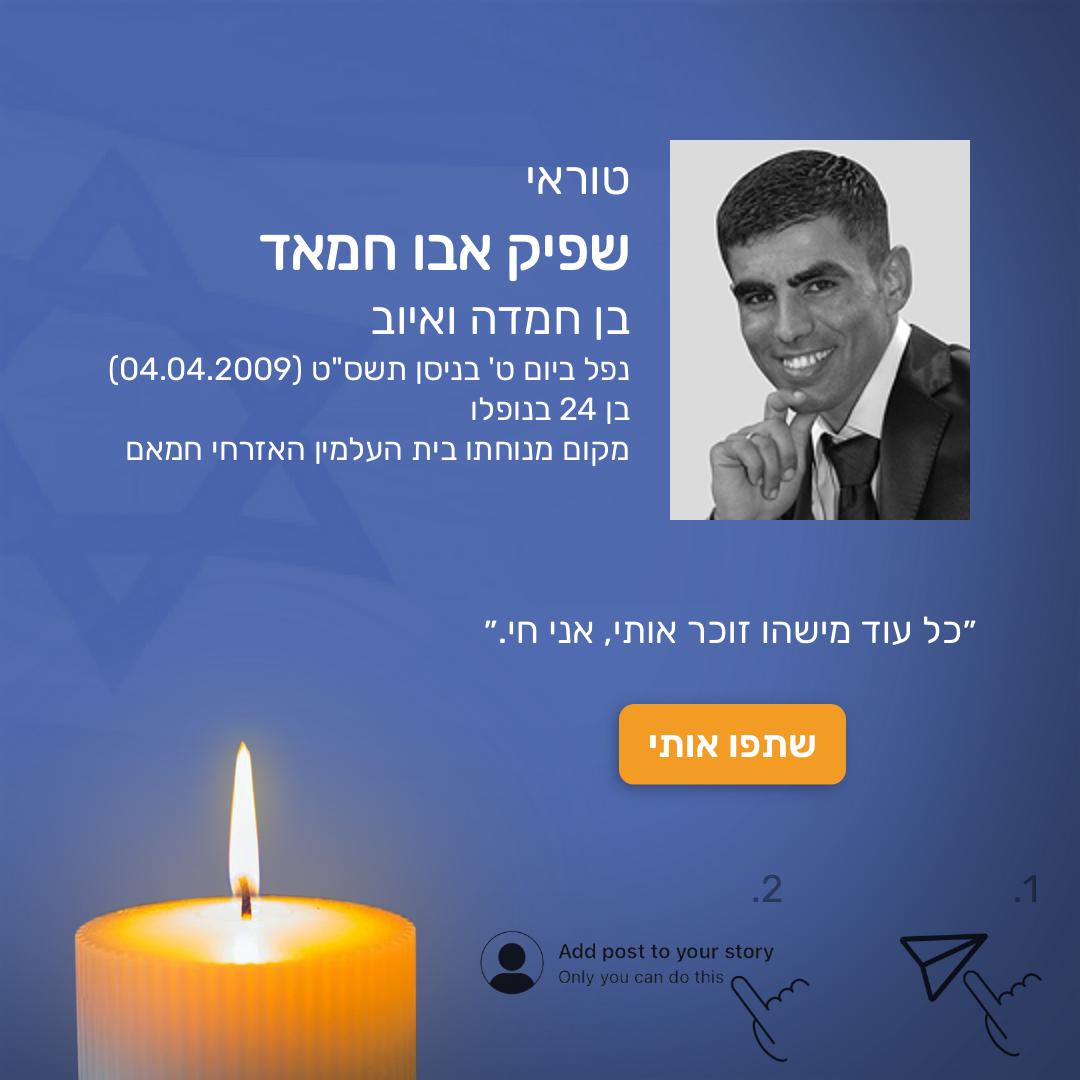 טוראי
שפיק אבו חמאד
בן חמדה ואיוב
נפל ביום ט' בניסן תשס"ט (04.04.2009)
בן 24 בנופלו
מקום מנוחתו בית העלמין האזרחי חמאם
״כל עוד מישהו זוכר אותי, אני חי.״
שתפו אותי
.1
.2
Add post to your story
Only you can do this